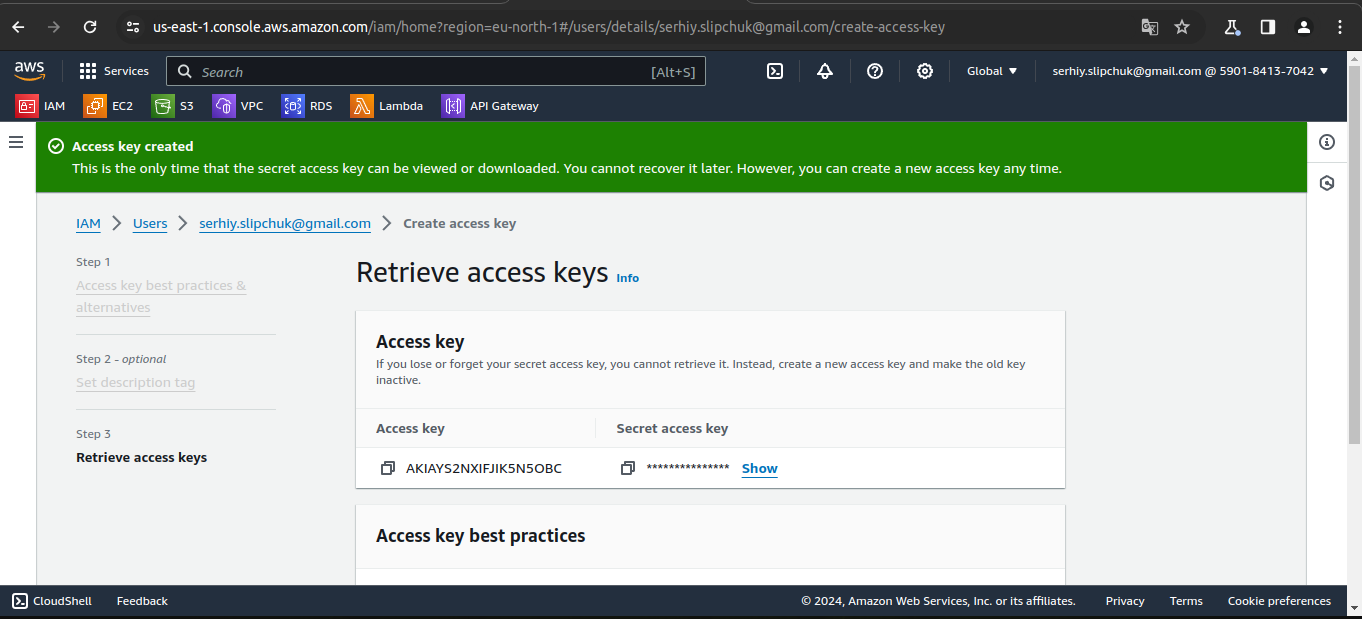 us-east-1.console.aws.amazon.com/iam/home?region=eu-north-1#/users/details/serhiy.slipchuk@gmail.com/create-access-key
aws Services Search [Alt+S] Global ▼ serhiy.slipchuk@gmail.com @ 5901-8413-7042 ▼
IAM EC2 S3 VPC RDS Lambda API Gateway
Access key created
This is the only time that the secret access key can be viewed or downloaded. You cannot recover it later. However, you can create a new access key any time.
IAM > Users > serhiy.slipchuk@gmail.com > Create access key
Step 1
Access key best practices &
alternatives
Step 2 - optional
Set description tag
Step 3
Retrieve access keys
Retrieve access keys Info
Access key
If you lose or forget your secret access key, you cannot retrieve it. Instead, create a new access key and make the old key
inactive.
Access key Secret access key
AKIAYS2NXIFJIK5N5OBC *************** Show
Access key best practices
CloudShell Feedback © 2024, Amazon Web Services, Inc. or its affiliates. Privacy Terms Cookie preferences